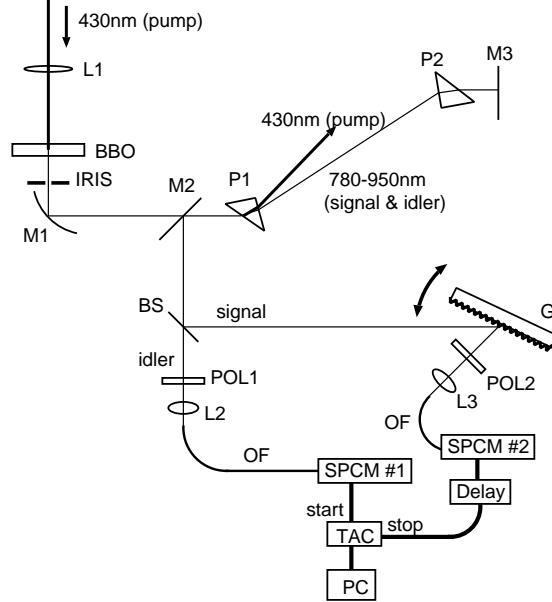 430nm (pump)
L1
BBO
IRIS
M1
M2
P1
430nm (pump)
P2
M3
780-950nm
(signal & idler)
BS
signal
G
idler
POL1
L2
POL2
L3
OF
OF
SPCM #1
SPCM #2
Delay
start
stop
TAC
PC